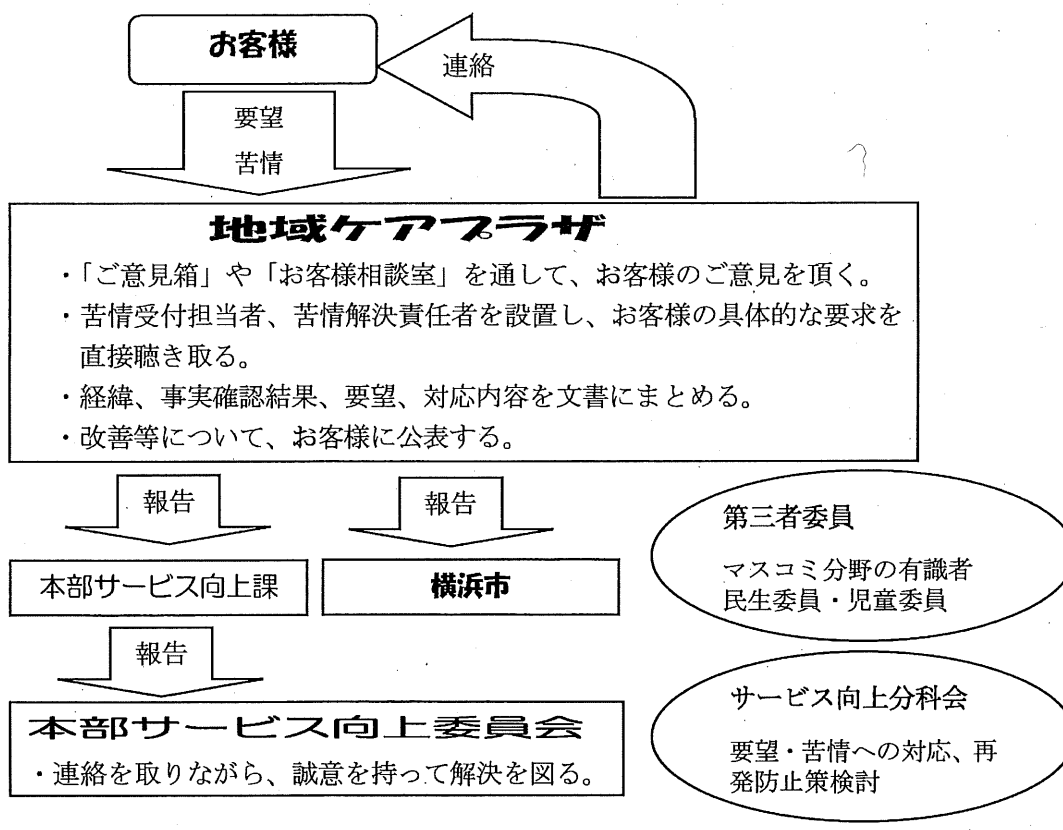 お客様
連絡
要望
苦情
地域ケアプラザ
・「ご意見箱」や「お客様相談室」を通して、お客様のご意見を頂く。
・苦情受付担当者、苦情解決責任者を設置し、お客様の具体的な要求を
直接聴き取る。
・経緯、事実確認結果、要望、対応内容を文書にまとめる。
・改善等について、お客様に公表する。
報告
報告
本部サービス向上課
横浜市
第三者委員
マスコミ分野の有識者
民生委員・児童委員
報告
本部サービス向上委員会
・連絡を取りながら、誠意を持って解決を図る。
サービス向上分科会
要望・苦情への対応、再
発防止策検討